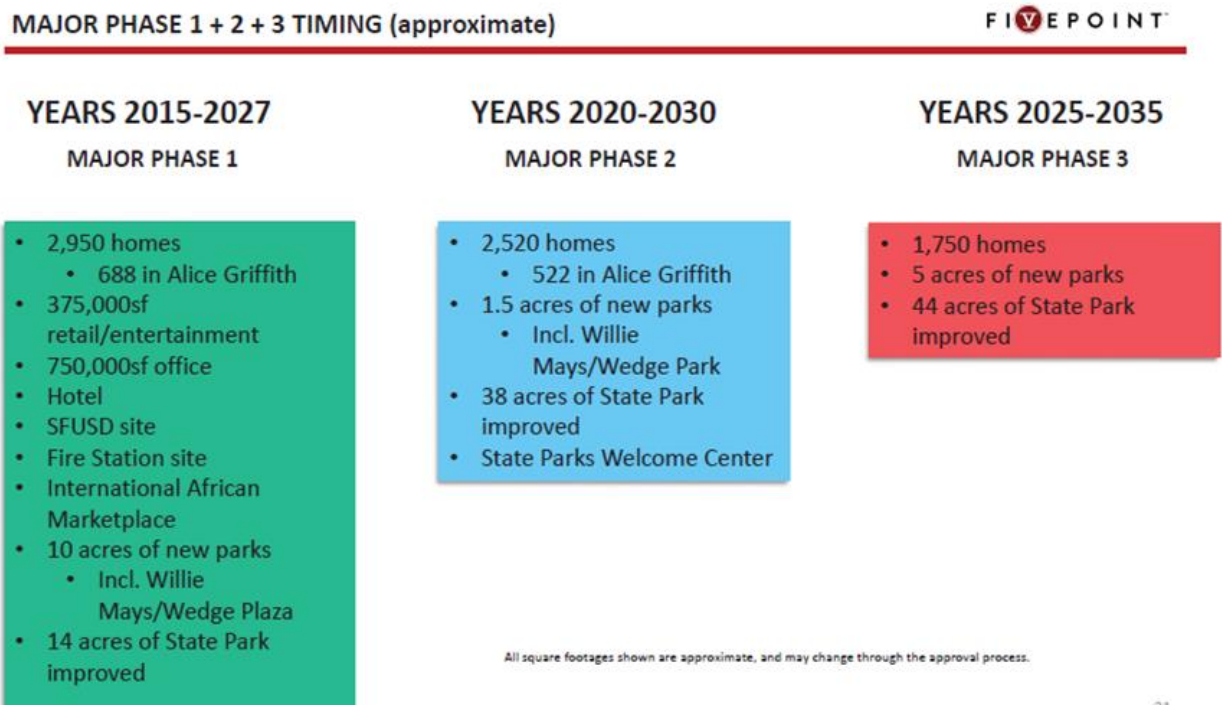 MAJOR PHASE 1 + 2 + 3 TIMING (approximate)
FIVEPOINT
YEARS 2015-2027
MAJOR PHASE 1
• 2,950 homes
• 688 in Alice Griffith
• 375,000sf
retail/entertainment
• 750,000sf office
• Hotel
• SFUSD site
• Fire Station site
• International African
Marketplace
• 10 acres of new parks
• Incl. Willie
Mays/Wedge Plaza
• 14 acres of State Park
improved
YEARS 2020-2030
MAJOR PHASE 2
• 2,520 homes
• 522 in Alice Griffith
• 1.5 acres of new parks
• Incl. Willie
Mays/Wedge Park
• 38 acres of State Park
improved
• State Parks Welcome Center
YEARS 2025-2035
MAJOR PHASE 3
• 1,750 homes
• 5 acres of new parks
• 44 acres of State Park
improved
All square footages shown are approximate, and may change through the approval process.